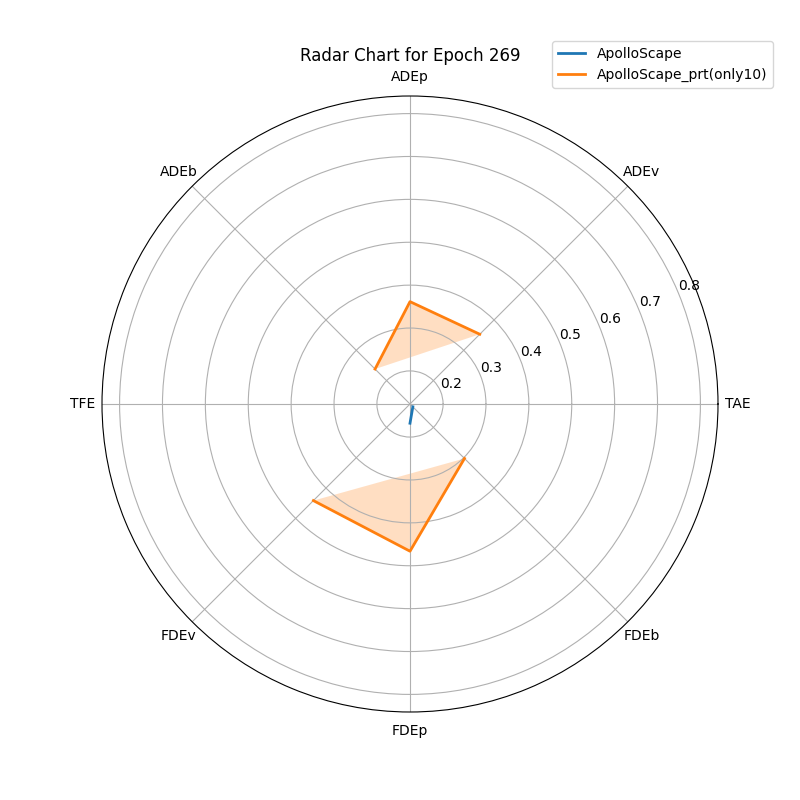 Radar Chart for Epoch 269
ApolloScape
ApolloScape_prt(only10)
ADEp
ADEb
ADEv
0.8
0.7
0.6
0.5
0.4
0.3
0.2
TFE
TAE
FDEv
FDEb
FDEp